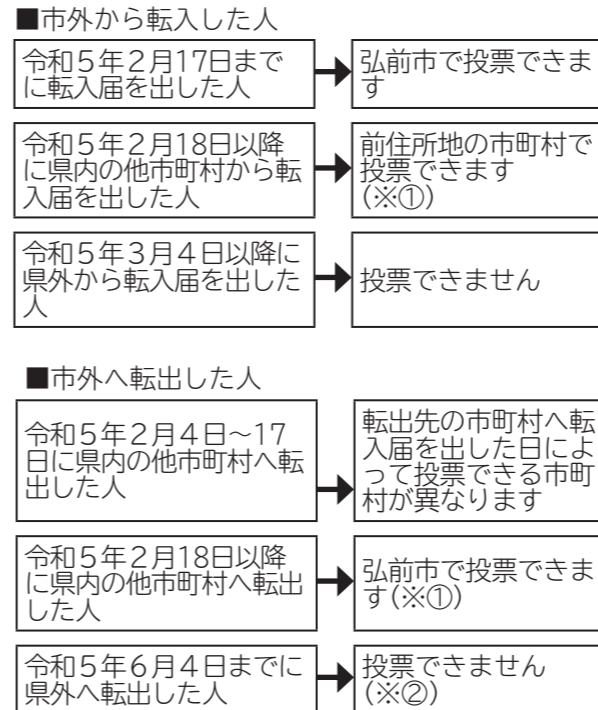 ■市外から転入した人
令和5年2月17日まで
に転入届を出した人
弘前市で投票できま
す
令和5年2月18日以降
に県内の他市町村から転
入届を出した人
前住所地の市町村で
投票できます
(※①)
令和5年3月4日以降に
県外から転入届を出した
人
投票できません
■市外へ転出した人
令和5年2月4日~17
日に県内の他市町村へ転
出した人
転出先の市町村へ転
入届を出した日によ
って投票できる市町
村が異なります
令和5年2月18日以降
に県内の他市町村へ転出
した人
弘前市で投票できま
す(※①)
令和5年6月4日までに
県外へ転出した人
投票できません
(※②)